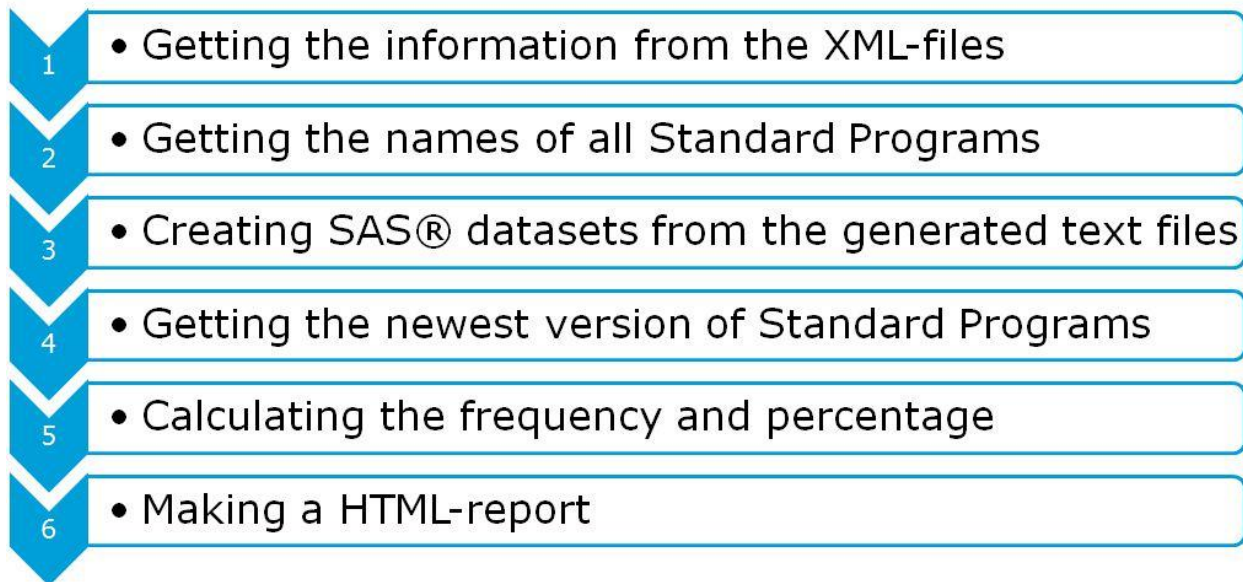 1 • Getting the information from the XML-files
2 • Getting the names of all Standard Programs
3 • Creating SAS® datasets from the generated text files
4 • Getting the newest version of Standard Programs
5 • Calculating the frequency and percentage
6 • Making a HTML-report